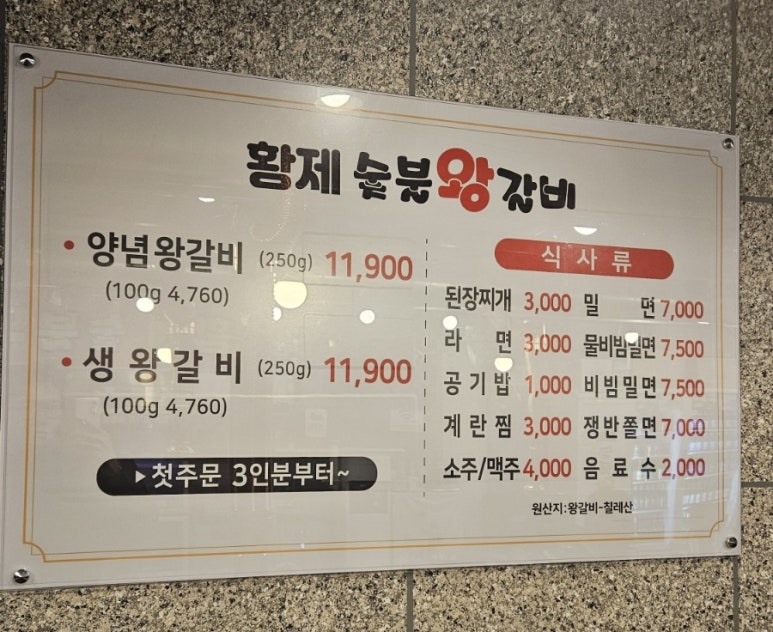 황제 숯불왕갈비
• 양념왕갈비 (250g) 11,900
(100g 4,760)
• 생 왕 갈 비 (250g) 11,900
(100g 4,760)
▶첫주문 3인분부터~
식 사 류
된장찌개 3,000 밀 면 7,000
라 면 3,000 물비빔밀면 7,500
공 기 밥 1,000 비 빔 밀 면 7,500
계 란 찜 3,000 쟁 반 쫄 면 7,000
소주/맥주 4,000 음 료 수 2,000
원산지:왕갈비-칠레산